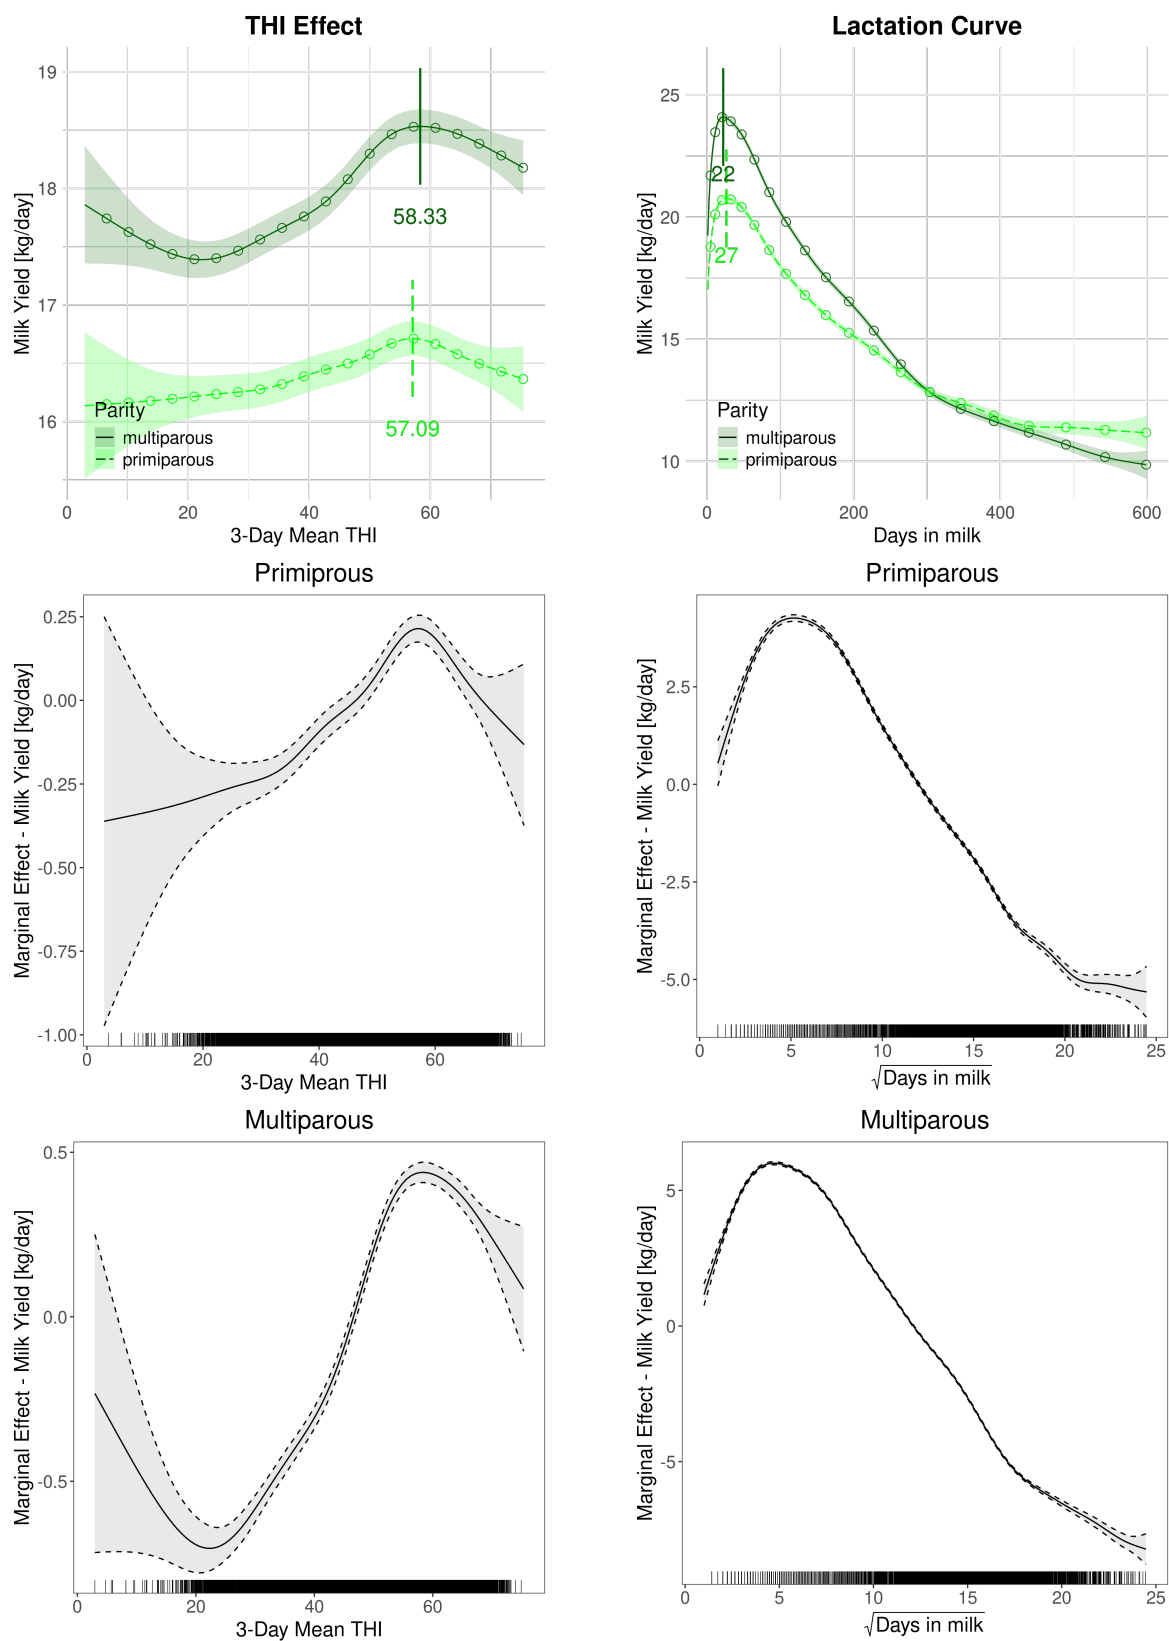 THI Effect
Milk Yield [kg/day]
19
18
17
16
58.33
57.09
Parity
multiparous
primiparous
0 20 40 60
3-Day Mean THI
Lactation Curve
Milk Yield [kg/day]
25
20
15
10
22
27
Parity
multiparous
primiparous
0 200 400 600
Days in milk
Primiprous
Marginal Effect - Milk Yield [kg/day]
0.25
0.00
-0.25
-0.50
-0.75
-1.00
0 20 40 60
3-Day Mean THI
Primiparous
Marginal Effect - Milk Yield [kg/day]
2.5
0.0
-2.5
-5.0
0 5 10 15 20 25
√Days in milk
Multiparous
Marginal Effect - Milk Yield [kg/day]
0.5
0.0
-0.5
0 20 40 60
3-Day Mean THI
Multiparous
Marginal Effect - Milk Yield [kg/day]
5
0
-5
0 5 10 15 20 25
√Days in milk